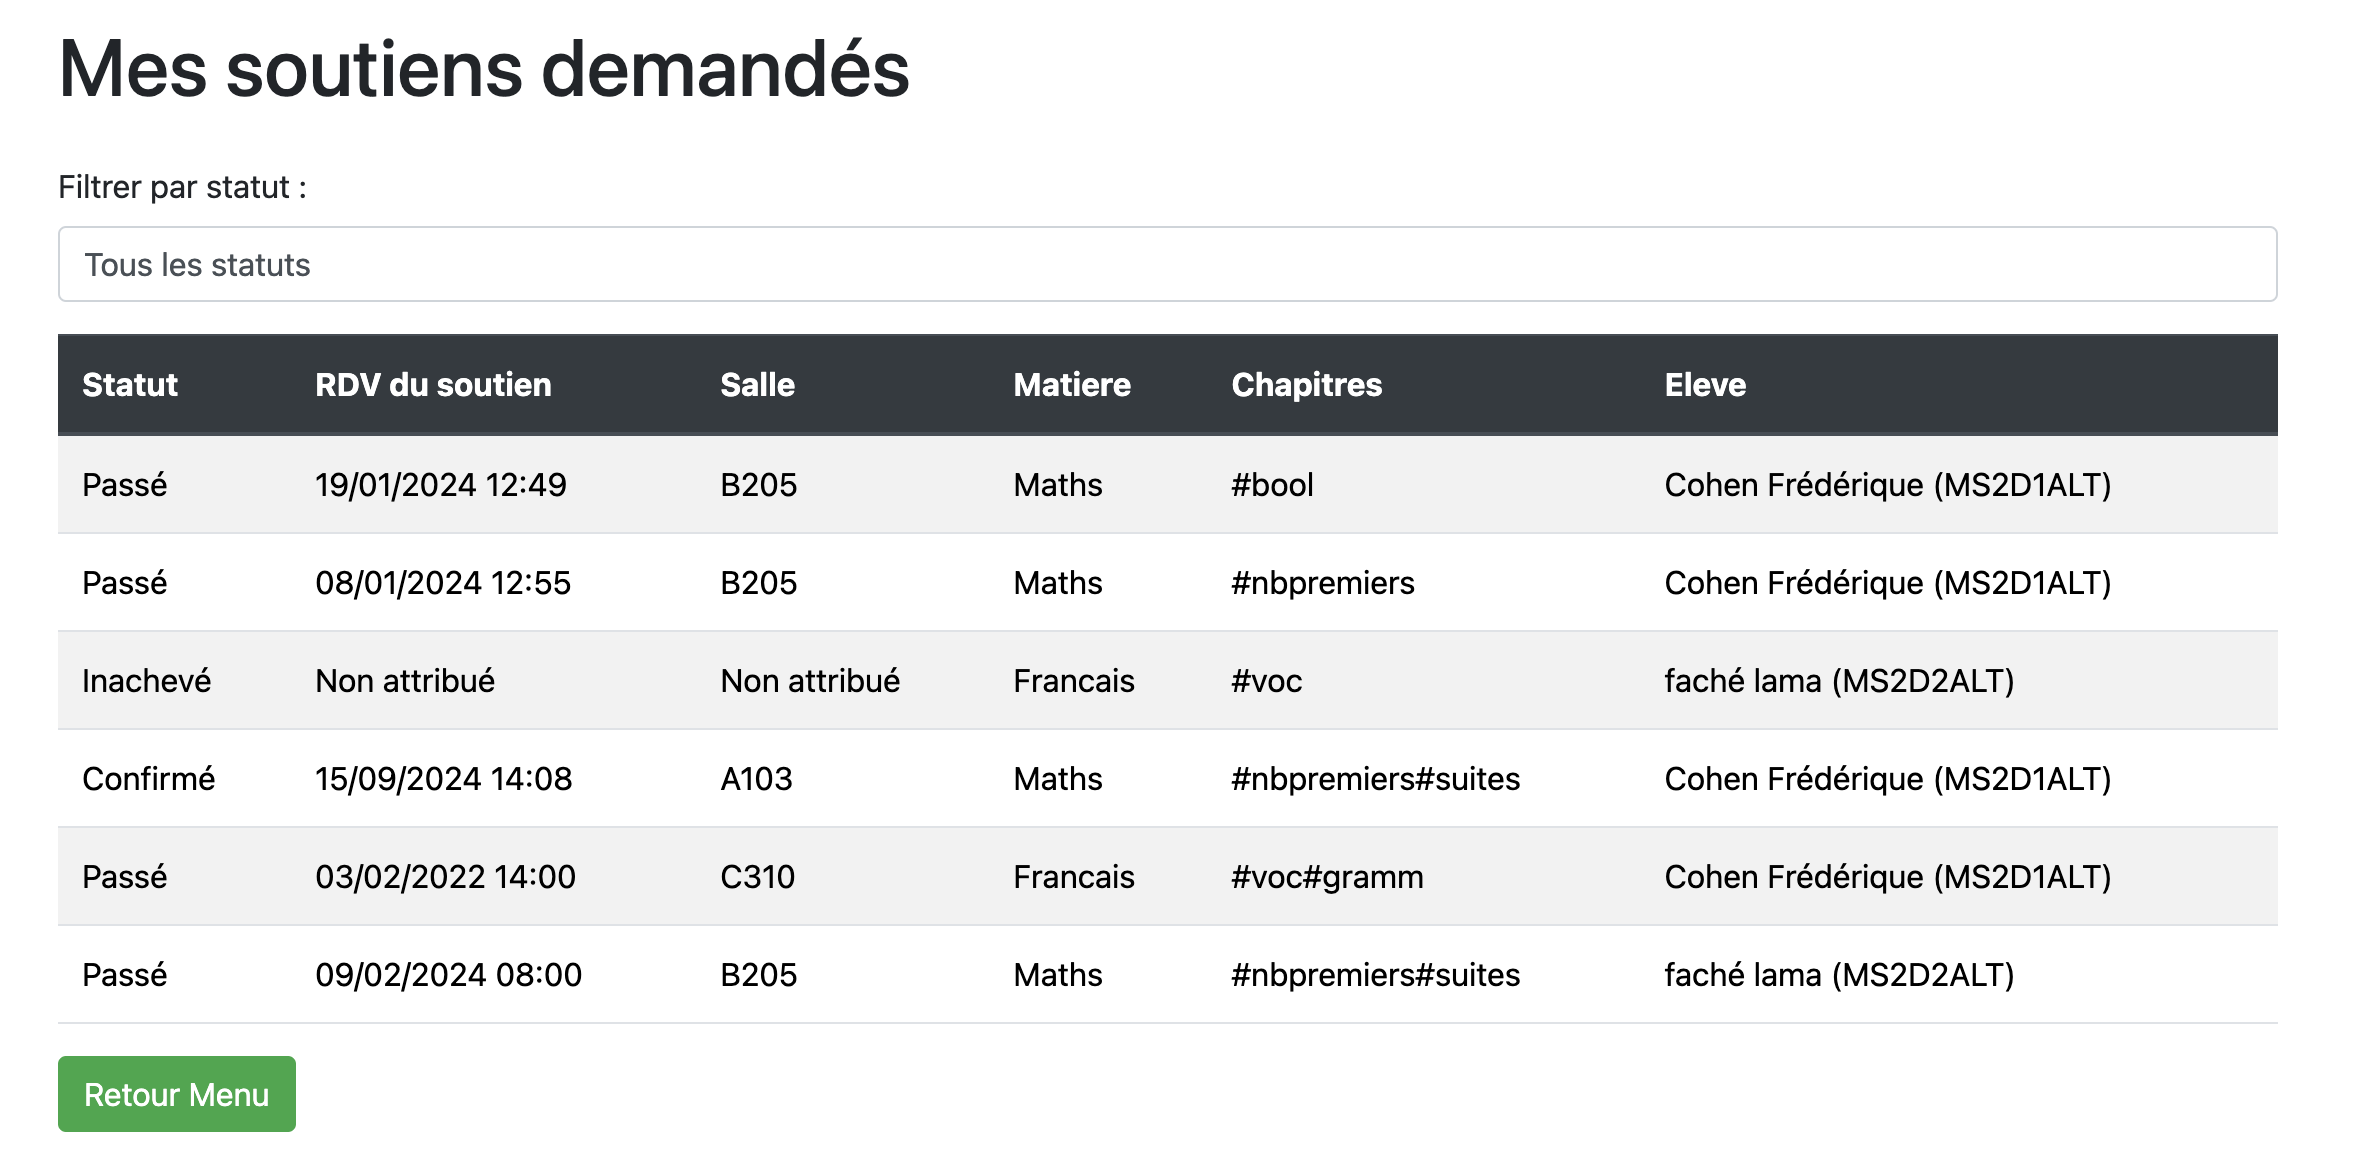 Mes soutiens demandés
Filtrer par statut :
Tous les statuts
Statut RDV du soutien Salle Matiere Chapitres Eleve
Passé 19/01/2024 12:49 B205 Maths #bool Cohen Frédérique (MS2D1ALT)
Passé 08/01/2024 12:55 B205 Maths #nbpremiers Cohen Frédérique (MS2D1ALT)
Inachevé Non attribué Non attribué Francais #voc faché lama (MS2D2ALT)
Confirmé 15/09/2024 14:08 A103 Maths #nbpremiers#suites Cohen Frédérique (MS2D1ALT)
Passé 03/02/2022 14:00 C310 Francais #voc#gramm Cohen Frédérique (MS2D1ALT)
Passé 09/02/2024 08:00 B205 Maths #nbpremiers#suites faché lama (MS2D2ALT)
Retour Menu